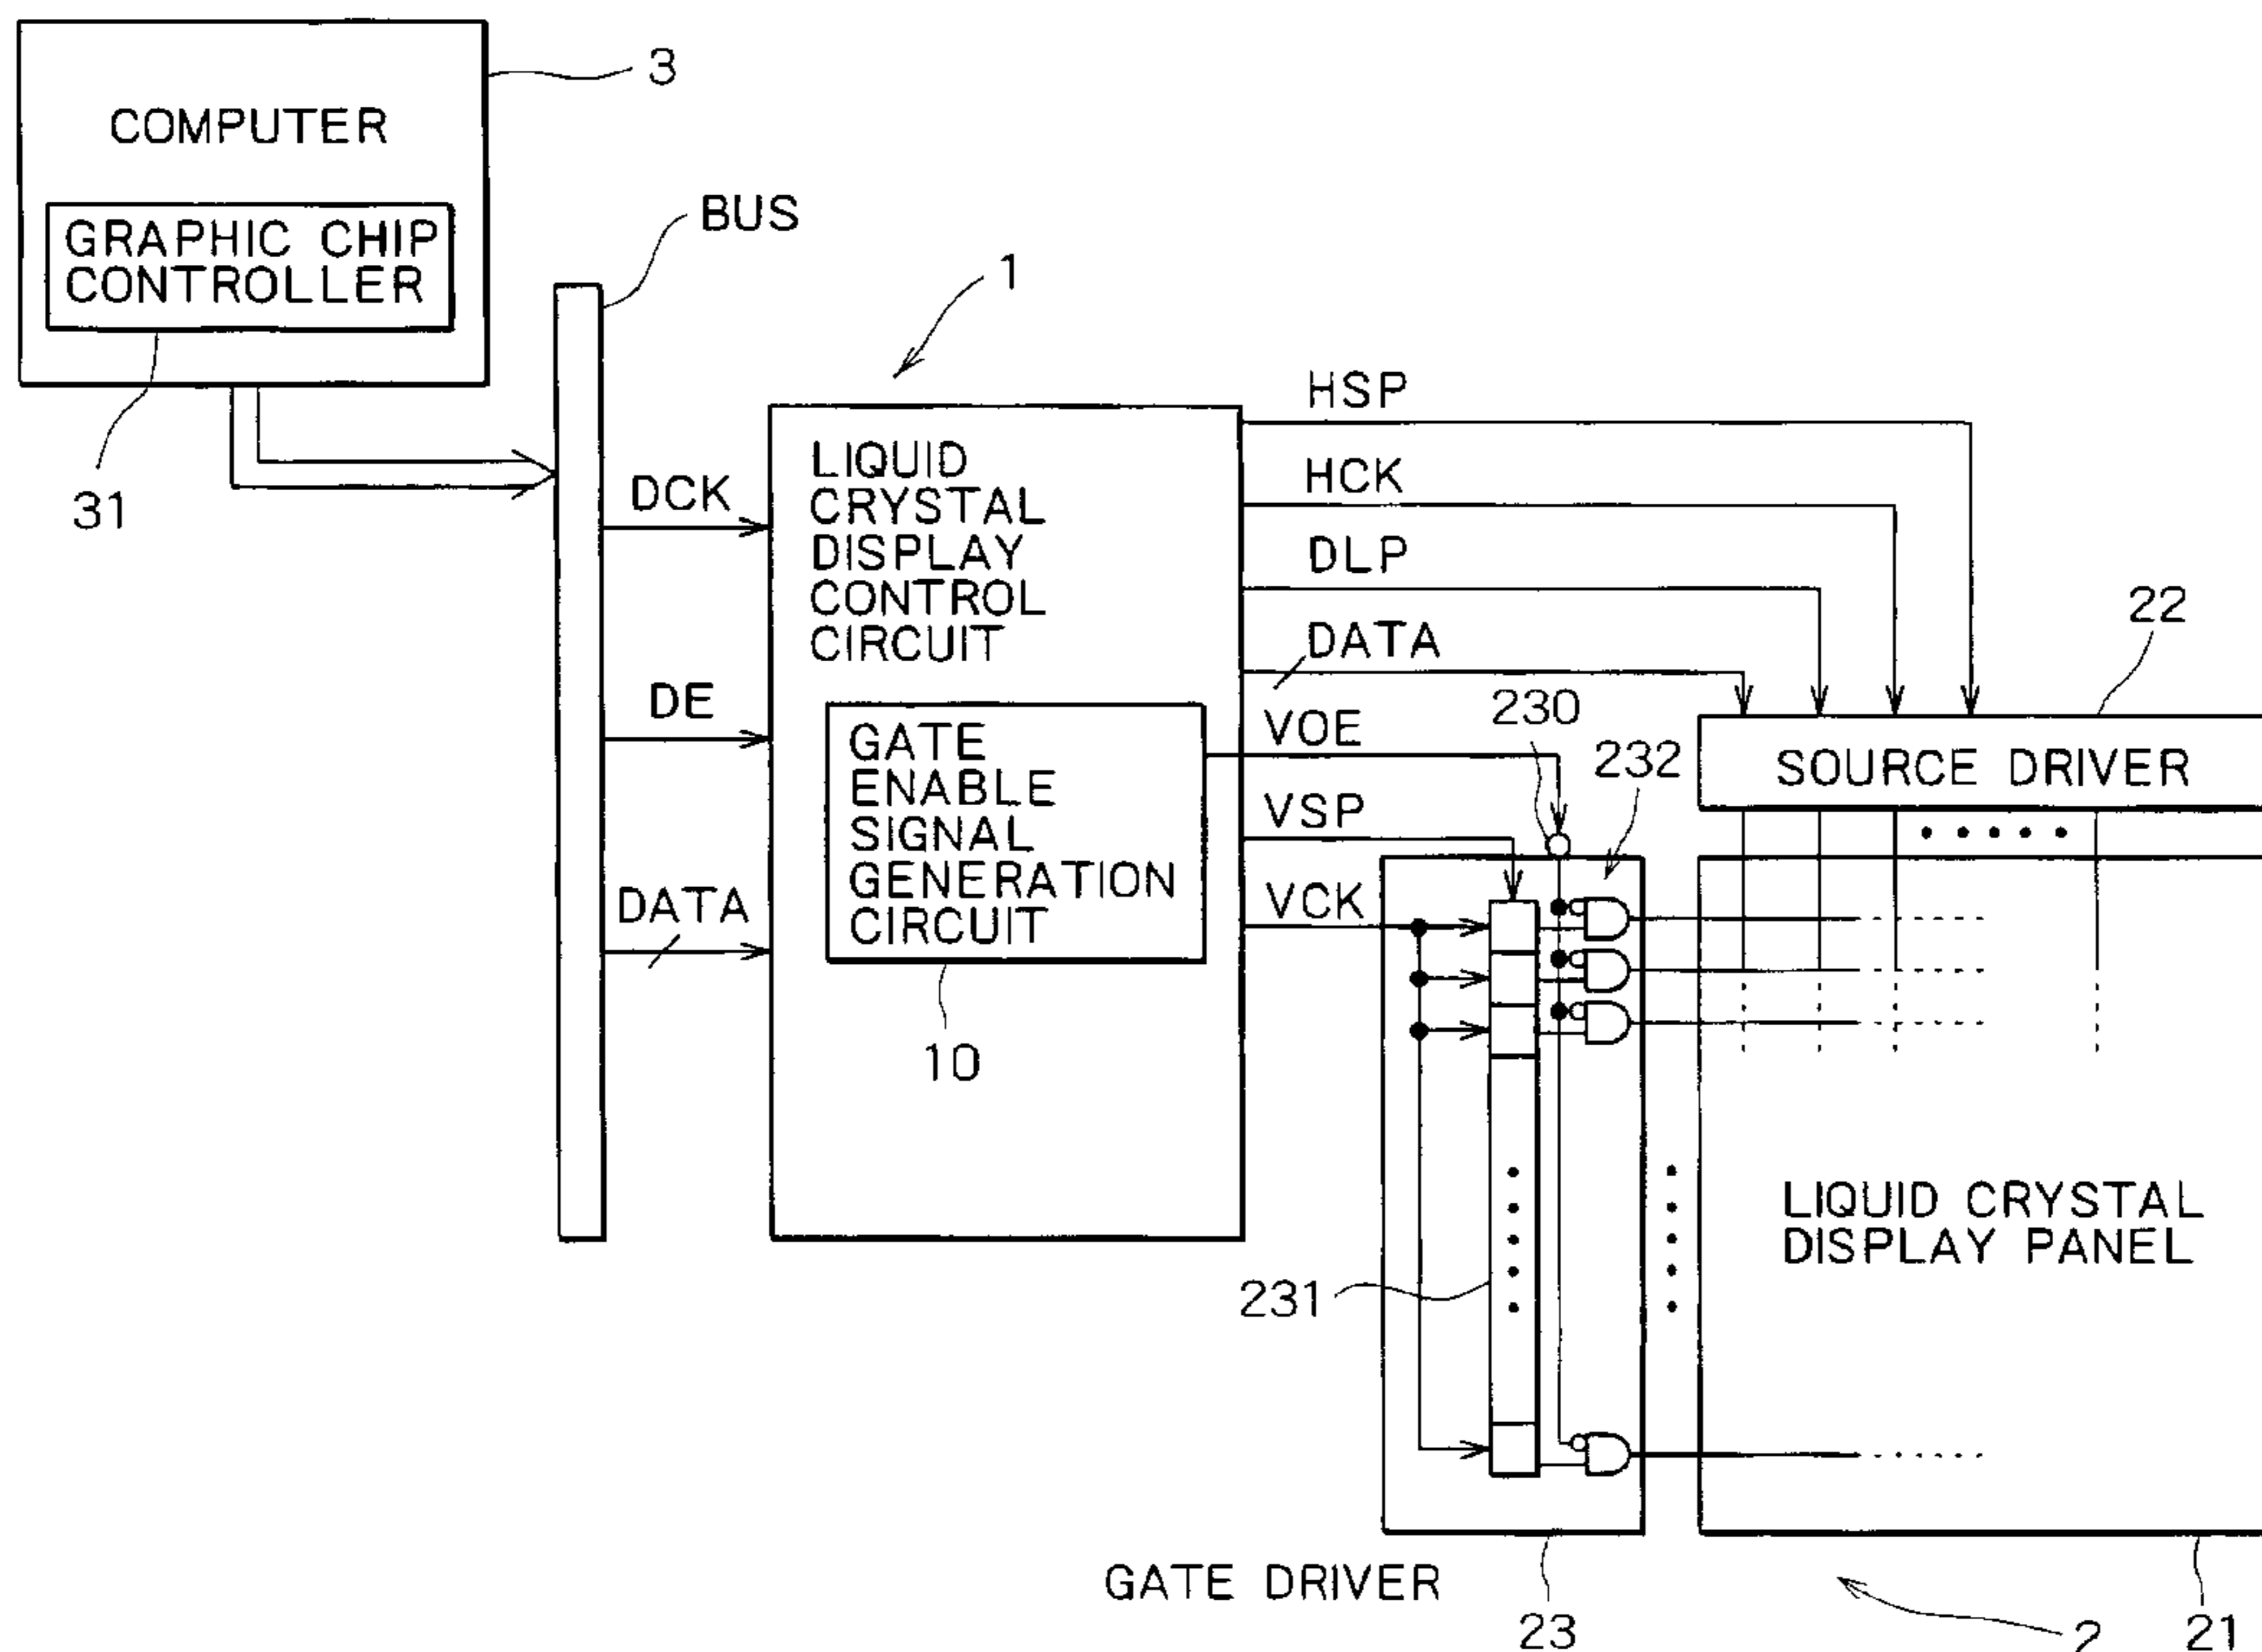 3
COMPUTER
GRAPHIC CHIP
CONTROLLER
31
BUS
1
DCK
DE
DATA
LIQUID
CRYSTAL
DISPLAY
CONTROL
CIRCUIT
GATE
ENABLE
SIGNAL
GENERATION
CIRCUIT
10
HSP
HCK
DLP
DATA
VOE
VSP
VCK
230
232
22
SOURCE DRIVER
231
LIQUID CRYSTAL
DISPLAY PANEL
GATE DRIVER
23
2
21